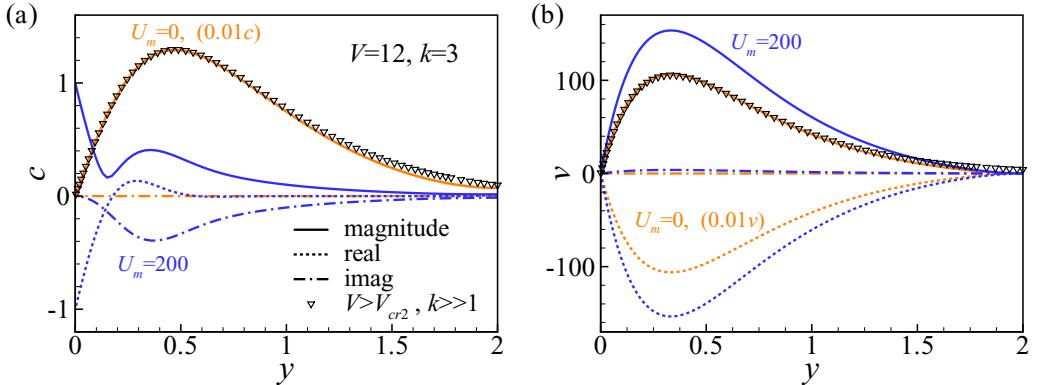 (a)
U_m=0, (0.01c)
V=12, k=3
1
c
0
magnitude
real
U_m=200
imag
V>V_cr2 , k>>1
-1
0
0.5
1
1.5
2
y
(b)
U_m=200
100
v
0
U_m=0, (0.01v)
-100
0
0.5
1
1.5
2
y